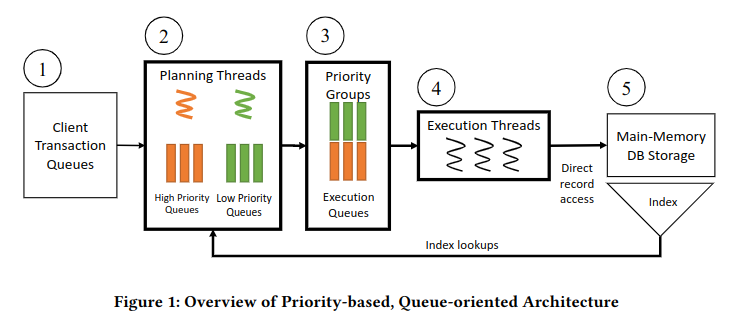 1
Client
Transaction
Queues
2
Planning Threads
High Priority
Queues
Low Priority
Queues
3
Priority
Groups
Execution
Queues
4
Execution Threads
Direct
record
access
5
Main-Memory
DB Storage
Index
Index lookups
Figure 1: Overview of Priority-based, Queue-oriented Architecture